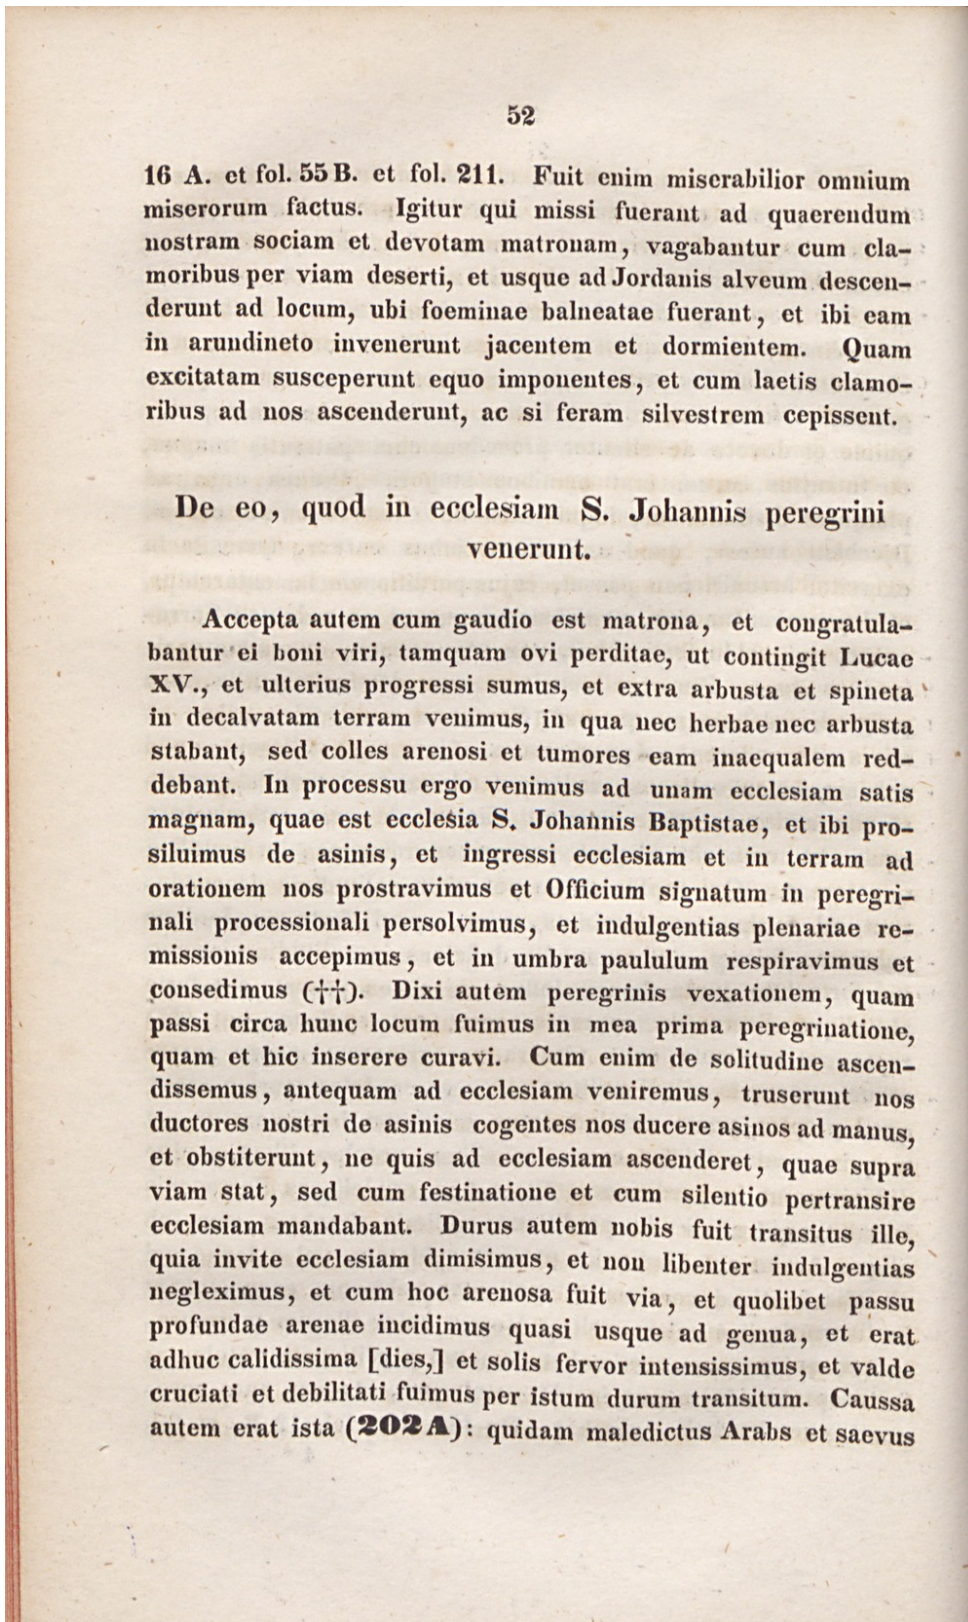 52
16 A. et fol. 55 B. et fol. 211. Fuit enim miserabilior omnium
miserorum factus. Igitur qui missi fuerant ad quaerendum
nostram sociam et devotam matronam, vagabantur cum cla-
moribus per viam deserti, et usque ad Jordanis alveum descen-
derunt ad locum, ubi foeminae balneatae fuerant, et ibi eam
in arundineto invenerunt jacentem et dormientem. Quam
excitatam susceperunt equo imponentes, et cum laetis clamo-
ribus ad nos ascenderunt, ac si feram silvestrem cepissent.
De eo, quod in ecclesiam S. Johannis peregrini
venerunt.
Accepta autem cum gaudio est matrona, et congratula-
bantur ei boni viri, tamquam ovi perditae, ut contingit Lucae
XV., et ulterius progressi sumus, et extra arbusta et spineta
in decalvatam terram venimus, in qua nec herbae nec arbusta
stabant, sed colles arenosi et tumores eam inaequalem red-
debant. In processu ergo venimus ad unam ecclesiam satis
magnam, quae est ecclesia S. Johannis Baptistae, et ibi pro-
siluimus de asinis, et ingressi ecclesiam et in terram ad
orationem nos prostravimus et Officium signatum in peregri-
nali processionali persolvimus, et indulgentias plenariae re-
missionis accepimus, et in umbra paululum respiravimus et
consedimus (††). Dixi autem peregrinis vexationem, quam
passi circa hunc locum fuimus in mea prima peregrinatione,
quam et hic inserere curavi. Cum enim de solitudine ascen-
dissemus, antequam ad ecclesiam veniremus, truserunt nos
ductores nostri de asinis cogentes nos ducere asinos ad manus,
et obstiterunt, ne quis ad ecclesiam ascenderet, quae supra
viam stat, sed cum festinatione et cum silentio pertransire
ecclesiam mandabant. Durus autem nobis fuit transitus ille,
quia invite ecclesiam dimisimus, et non libenter indulgentias
negleximus, et cum hoc arenosa fuit via, et quolibet passu
profundae arenae incidimus quasi usque ad genua, et erat
adhuc calidissima [dies,] et solis fervor intensissimus, et valde
cruciati et debilitati fuimus per istum durum transitum. Caussa
autem erat ista (202 A): quidam maledictus Arabs et saevus